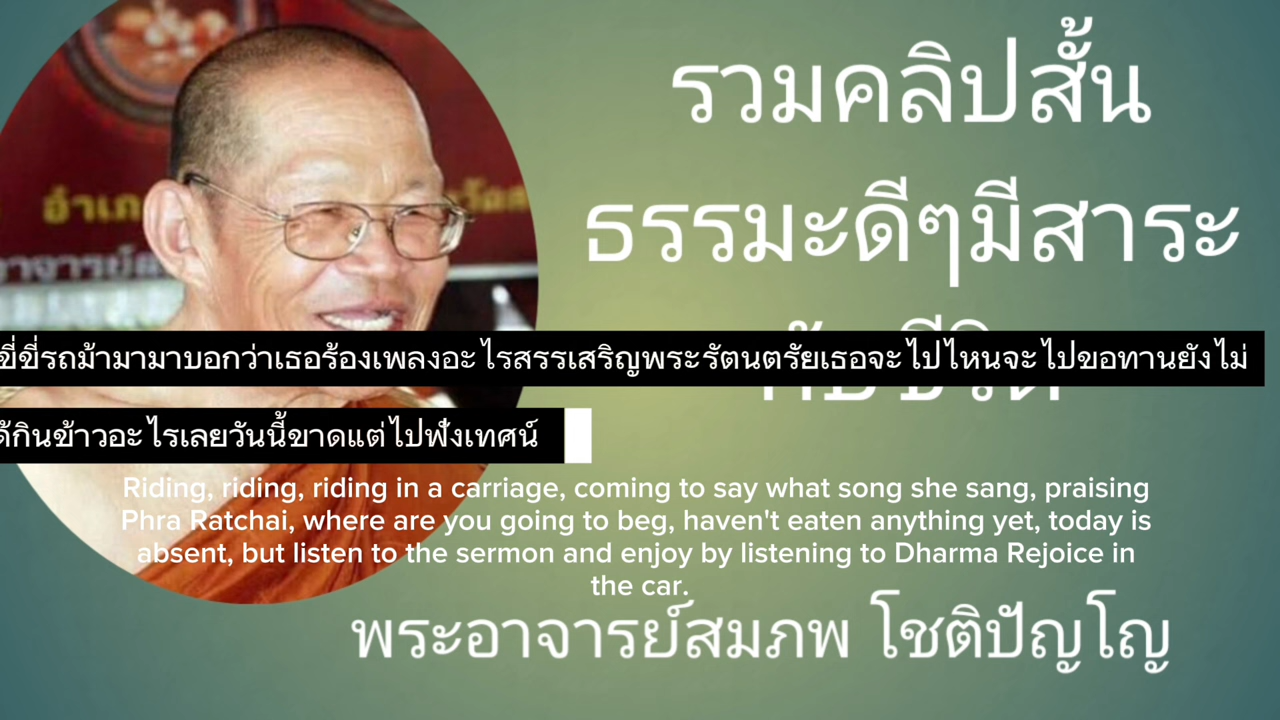 รวมคลิปสั้น
ธรรมะดีๆมีสาระ
กับชีวิต
อำเภ
ขี่ขี่รถม้ามามาบอกว่าเธอร้องเพลงอะไรสรรเสริญพระรัตนตรัยเธอจะไปไหนจะไปขอทานยังไม่
ด้กินข้าวอะไรเลยวันนี้ขาดแต่ไปฟังเทศน์
Riding, riding, riding in a carriage, coming to say what song she sang, praising
Phra Ratchai, where are you going to beg, haven't eaten anything yet, today is
absent, but listen to the sermon and enjoy by listening to Dharma Rejoice in
the car.
พระอาจารย์สมภพ โชติปัญโญ